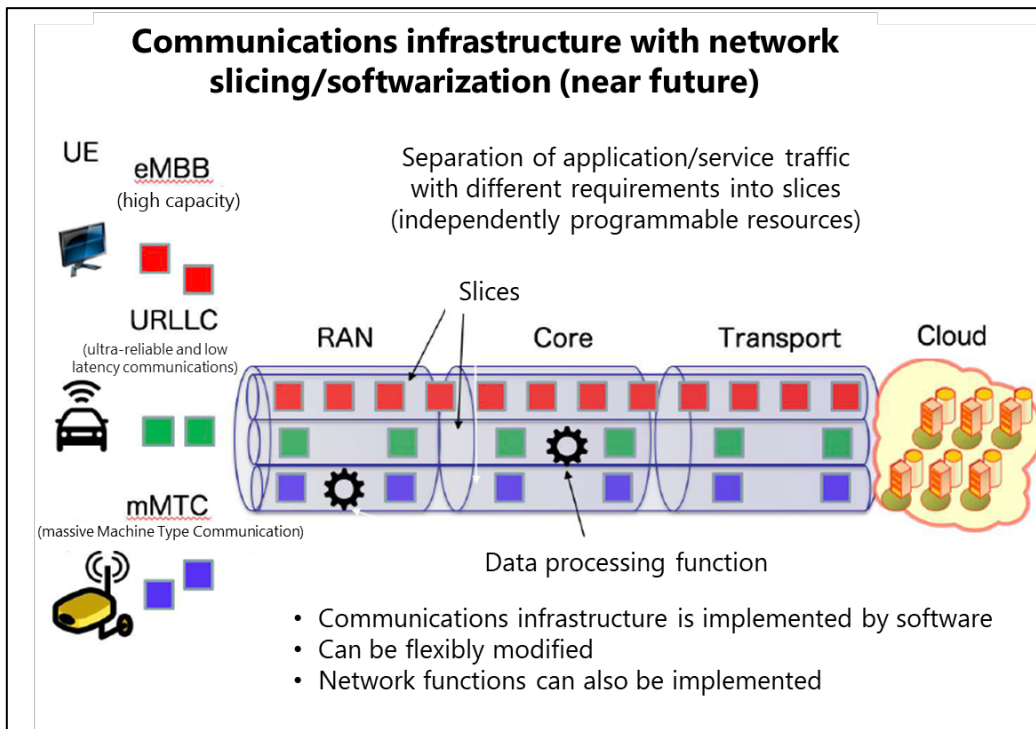 Communications infrastructure with network
slicing/softwarization (near future)
UE
eMBB
(high capacity)
Separation of application/service traffic
with different requirements into slices
(independently programmable resources)
Slices
URLLC
(ultra-reliable and low
latency communications)
RAN
Core
Transport
Cloud
mMTC
(massive Machine Type Communication)
Data processing function
• Communications infrastructure is implemented by software
• Can be flexibly modified
• Network functions can also be implemented